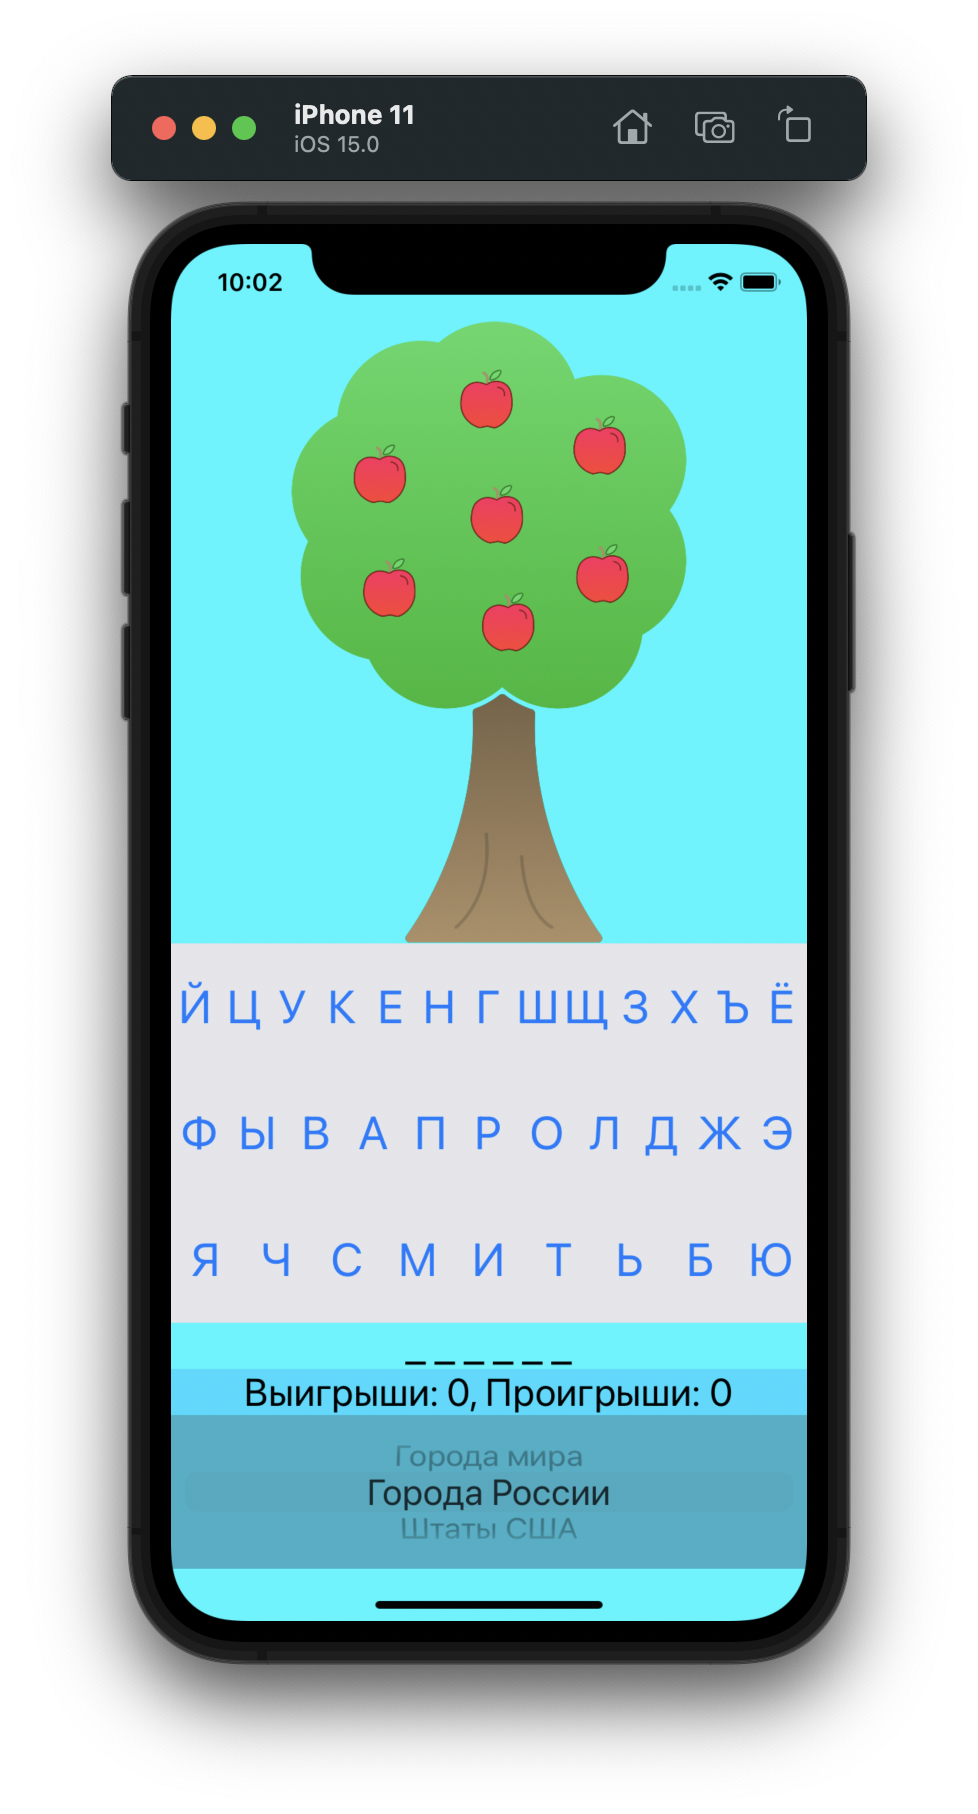 iPhone 11
iOS 15.0
10:02
Й Ц У К Е Н Г Ш Щ З Х Ъ Ё
Ф Ы В А П Р О Л Д Ж Э
Я Ч С М И Т Ь Б Ю
_ _ _ _ _ _
Выигрыши: 0, Проигрыши: 0
Города мира
Города России
Штаты США